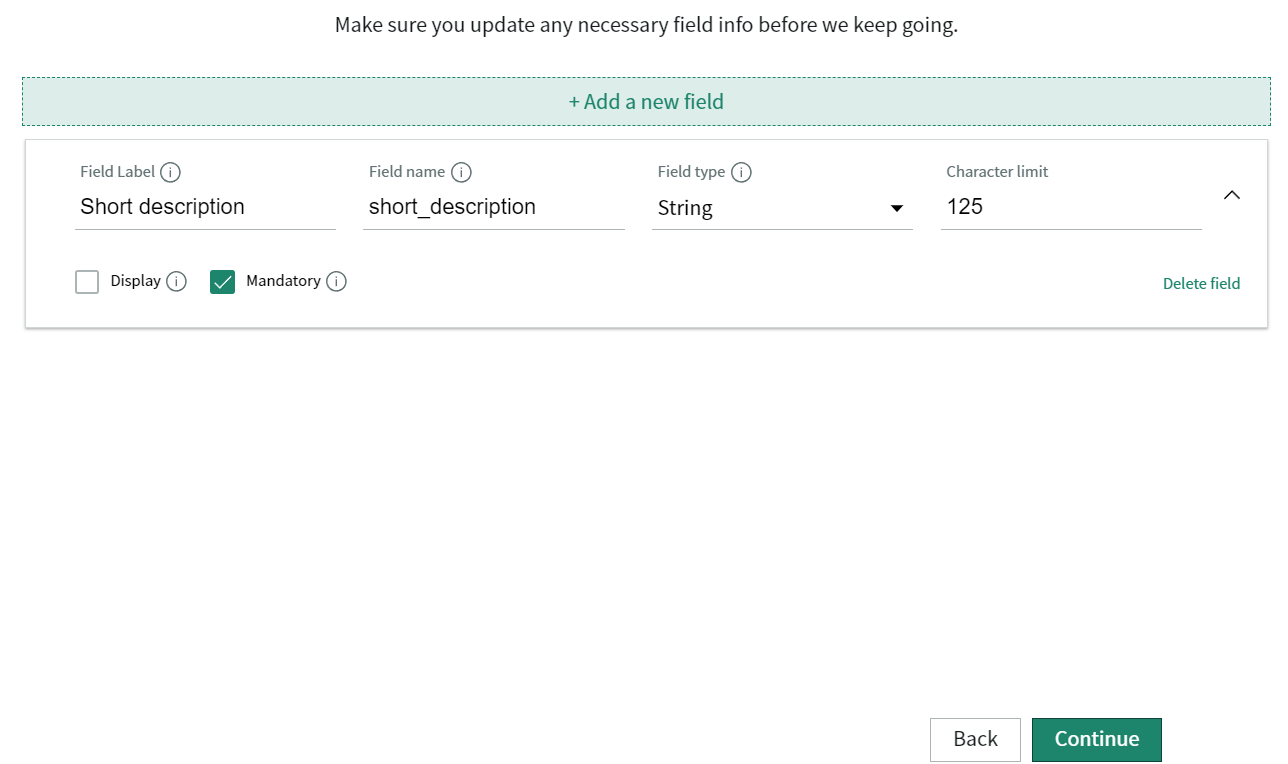 Make sure you update any necessary field info before we keep going.
+ Add a new field
Field Label Field name Field type Character limit
Short description short_description String 125
Display Mandatory Delete field
Back Continue